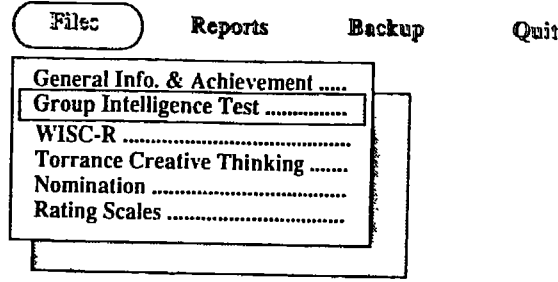 Files Reports Backup Quit
General Info. & Achievement .....
Group Intelligence Test ................
WISC-R ............................................
Torrance Creative Thinking .......
Nomination ......................................
Rating Scales ..................................